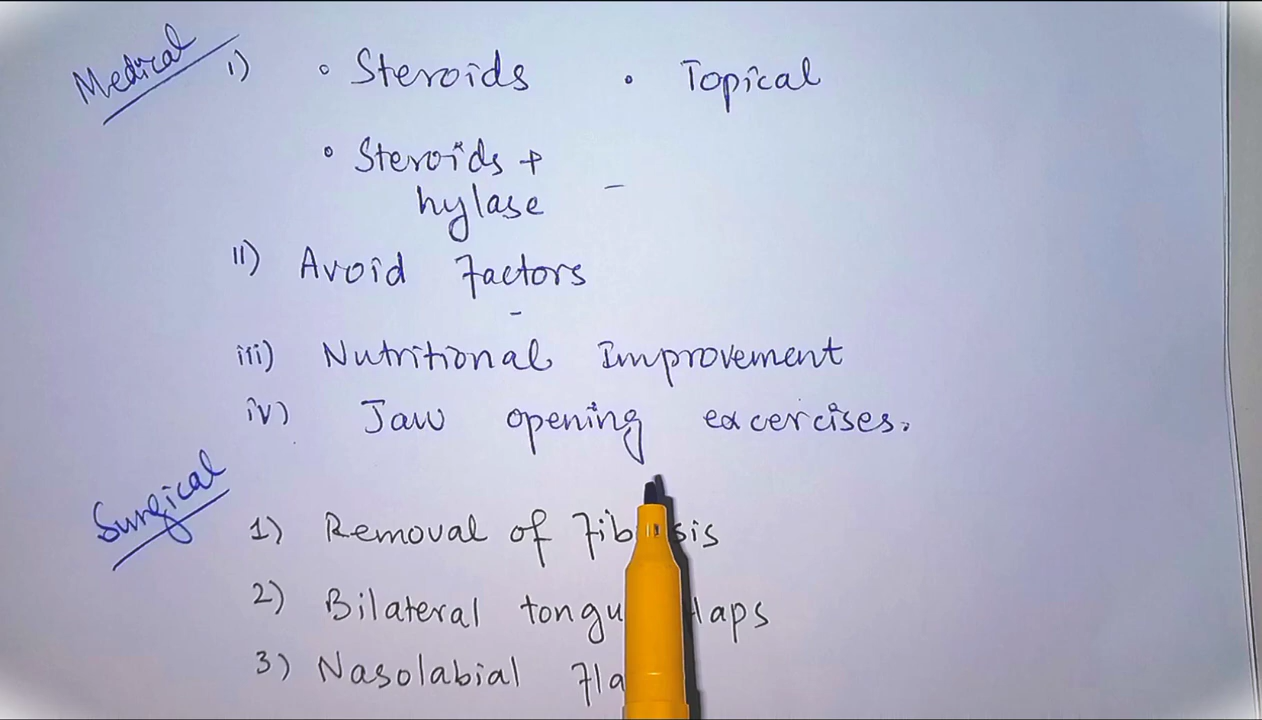 Medical i) • Steroids • Topical
• Steroids +
hylase –
ii) Avoid Factors
iii) Nutritional Improvement
iv) Jaw opening excercises.
Surgical
1) Removal of
2) Bilateral
3) Nasolabial